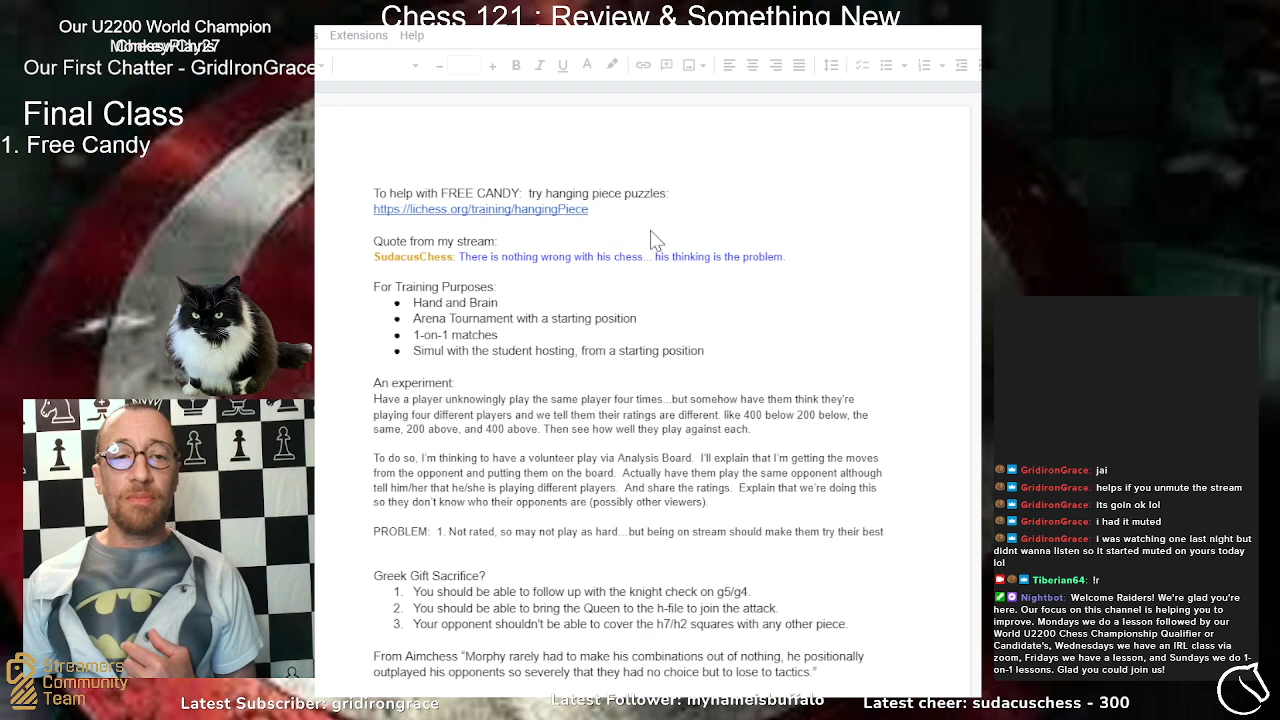 Our U2200 World Champion
MonkeyPhy27
Our First Chatter - GridIronGrace
Final Class
1. Free Candy
s Extensions Help
To help with FREE CANDY: try hanging piece puzzles:
https://lichess.org/training/hangingPiece
Quote from my stream:
SudacusChess: There is nothing wrong with his chess... his thinking is the problem.
For Training Purposes:
● Hand and Brain
● Arena Tournament with a starting position
● 1-on-1 matches
● Simul with the student hosting, from a starting position
An experiment:
Have a player unknowingly play the same player four times...but somehow have them think they're
playing four different players and we tell them their ratings are different. like 400 below 200 below, the
same, 200 above, and 400 above. Then see how well they play against each.
To do so, I'm thinking to have a volunteer play via Analysis Board. I'll explain that I'm getting the moves
from the opponent and putting them on the board. Actually have them play the same opponent although
tell him/her that he/she is playing different players. And share the ratings. Explain that we're doing this
so they don't know who their opponents are (possibly other viewers).
PROBLEM: 1. Not rated, so may not play as hard...but being on stream should make them try their best
Greek Gift Sacrifice?
1. You should be able to follow up with the knight check on g5/g4.
2. You should be able to bring the Queen to the h-file to join the attack.
3. Your opponent shouldn't be able to cover the h7/h2 squares with any other piece.
From Aimchess “Morphy rarely had to make his combinations out of nothing, he positionally
outplayed his opponents so severely that they had no choice but to lose to tactics.”
GridironGrace: jai
GridironGrace: helps if you unmute the stream
GridironGrace: its goin ok lol
GridironGrace: i had it muted
GridironGrace: I was watching one last night but
didnt wanna listen so it started muted on yours today
lol
Tiberian64: !r
Nightbot: Welcome Raiders! We're glad you're
here. Our focus on this channel is helping you to
improve. Mondays we do a lesson followed by our
World U2200 Chess Championship Qualifier or
Candidate's, Wednesdays we have an IRL class via
zoom, Fridays we have a lesson, and Sundays we do 1-
on-1 lessons. Glad you could join us!
Streamers
Community
Team
Latest Subscriber: gridirongrace
Latest Follower: mynameisbuffalo
Latest cheer: sudacuschess - 300